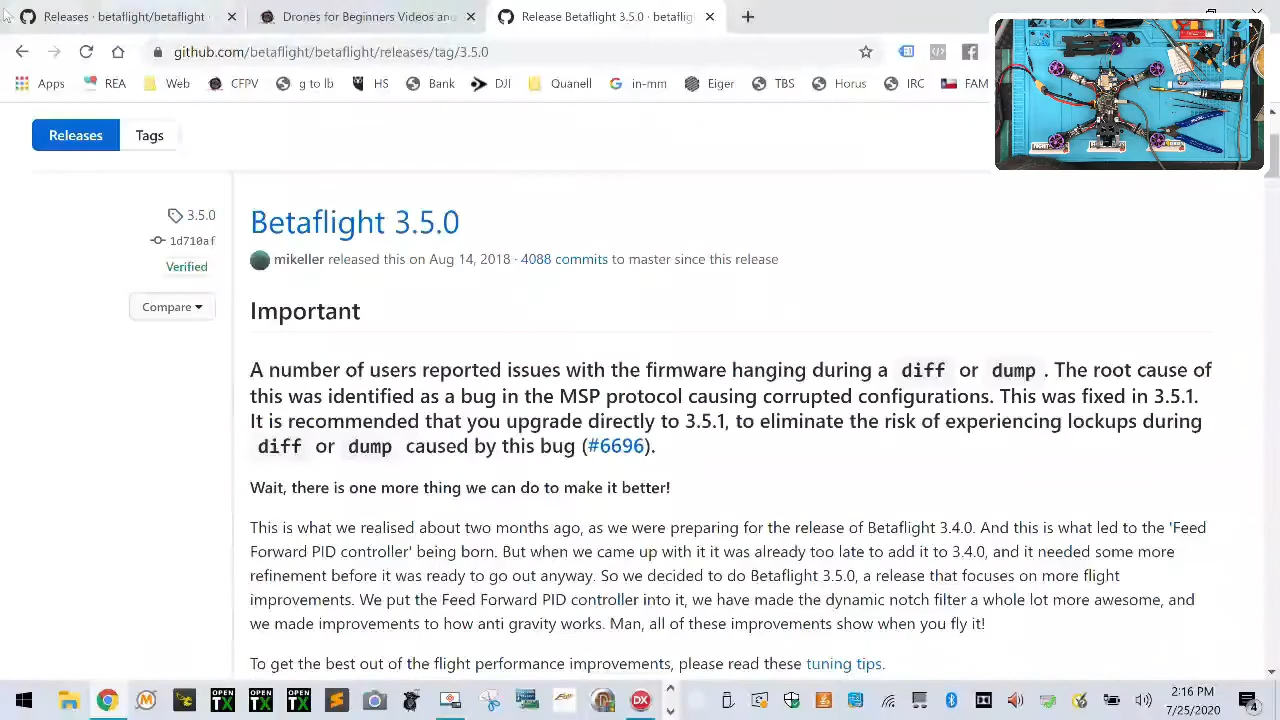 Releases · betaflight/betaflight
Drones for Beginners Videos and
Release Betaflight 3.5.0 · betaflig
github.com/betaflight/betaflight/releases/tag/3.5.0
Apps
REA
Web
CFPV
g to lb
HS
Bank
DN
Quanell
in-mm
Eiger
TBS
Horus
IRC
FAM
Releases
Tags
3.5.0
1d710af
Verified
Compare
Betaflight 3.5.0
mikeller released this on Aug 14, 2018 · 4088 commits to master since this release
Important
A number of users reported issues with the firmware hanging during a diff or dump . The root cause of
this was identified as a bug in the MSP protocol causing corrupted configurations. This was fixed in 3.5.1.
It is recommended that you upgrade directly to 3.5.1, to eliminate the risk of experiencing lockups during
diff or dump caused by this bug (#6696).
Wait, there is one more thing we can do to make it better!
This is what we realised about two months ago, as we were preparing for the release of Betaflight 3.4.0. And this is what led to the 'Feed
Forward PID controller' being born. But when we came up with it it was already too late to add it to 3.4.0, and it needed some more
refinement before it was ready to go out anyway. So we decided to do Betaflight 3.5.0, a release that focuses on more flight
improvements. We put the Feed Forward PID controller into it, we have made the dynamic notch filter a whole lot more awesome, and
we made improvements to how anti gravity works. Man, all of these improvements show when you fly it!
To get the best out of the flight performance improvements, please read these tuning tips.
OPEN TX
OPEN TX
OPEN TX
DX
2:16 PM
7/25/2020
4